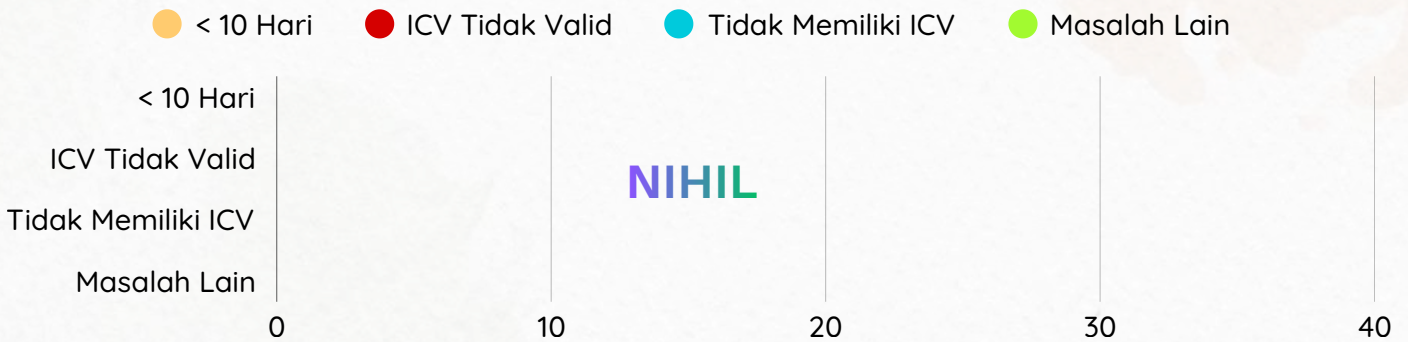 < 10 Hari ICV Tidak Valid Tidak Memiliki ICV Masalah Lain
< 10 Hari
ICV Tidak Valid
NIHIL
Tidak Memiliki ICV
Masalah Lain
0 10 20 30 40